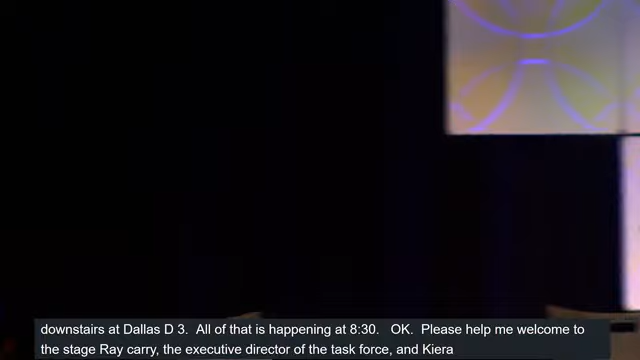 downstairs at Dallas D 3.  All of that is happening at 8:30.   OK.  Please help me welcome to
the stage Ray carry, the executive director of the task force, and Kiera